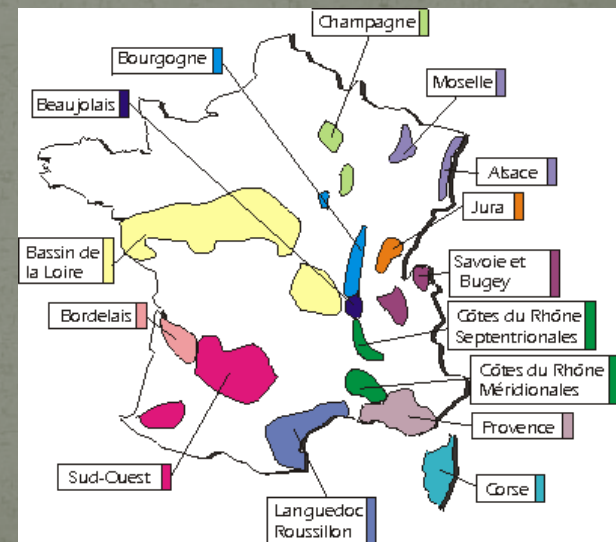 Champagne
Bourgogne
Moselle
Beaujolais
Alsace
Jura
Bassin de
la Loire
Savoie et
Bugey
Bordelais
Côtes du Rhône
Septentrionales
Côtes du Rhône
Méridionales
Provence
Sud-Ouest
Corse
Languedoc
Roussillon